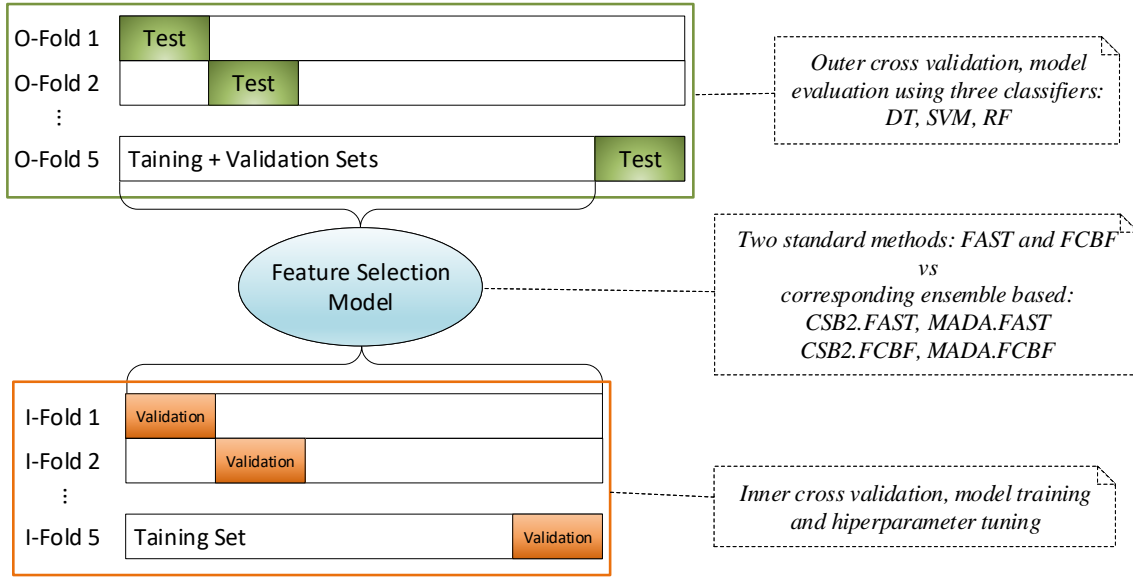 O-Fold 1
Test
O-Fold 2
Test
⋮
O-Fold 5
Taining + Validation Sets
Test
Outer cross validation, model
evaluation using three classifiers:
DT, SVM, RF
Feature Selection
Model
Two standard methods: FAST and FCBF
vs
corresponding ensemble based:
CSB2.FAST, MADA.FAST
CSB2.FCBF, MADA.FCBF
I-Fold 1
Validation
I-Fold 2
Validation
⋮
I-Fold 5
Taining Set
Validation
Inner cross validation, model training
and hiperparameter tuning